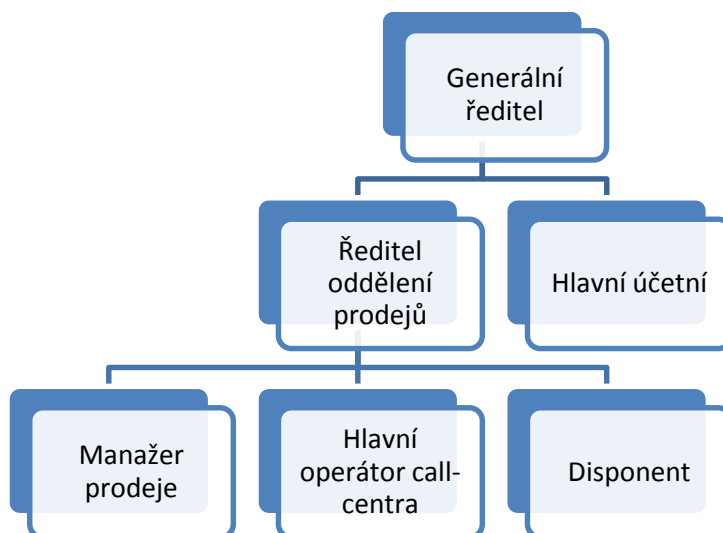 Generální
ředitel
Ředitel
oddělení
prodejů
Hlavní účetní
Manažer
prodeje
Hlavní
operátor call-
centra
Disponent